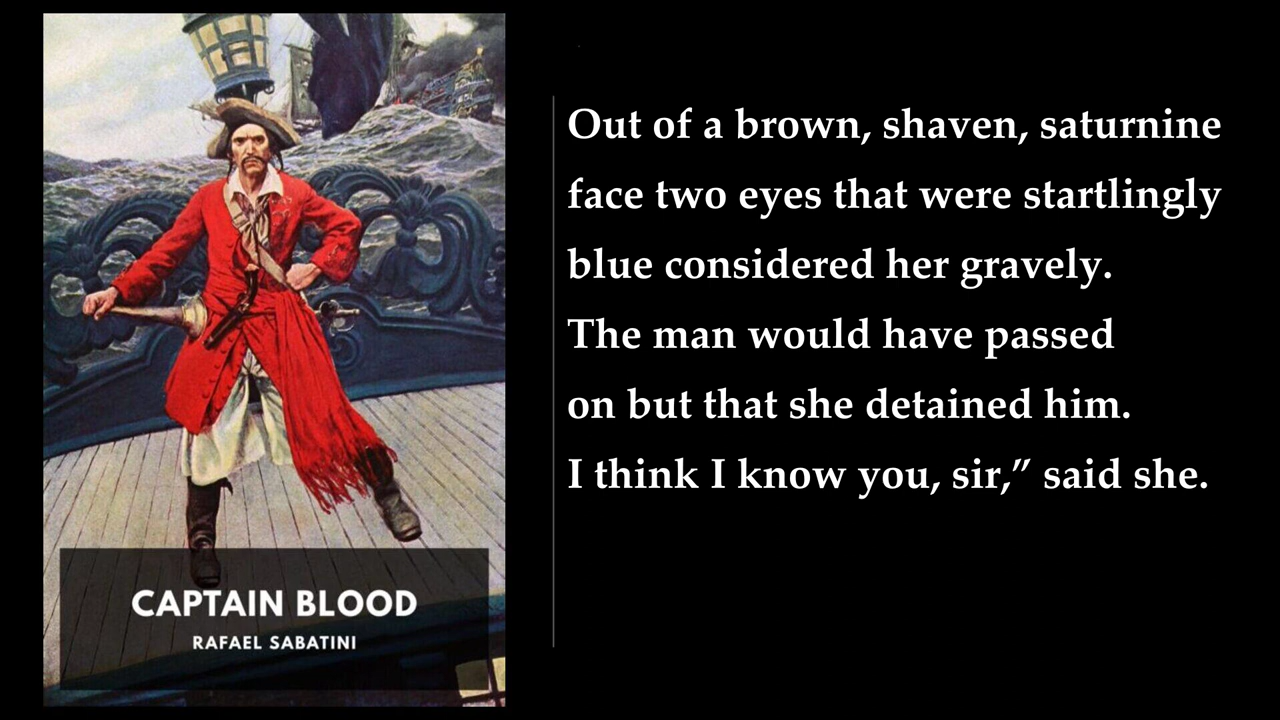 Out of a brown, shaven, saturnine
face two eyes that were startlingly
blue considered her gravely.
The man would have passed
on but that she detained him.
I think I know you, sir,” said she.
CAPTAIN BLOOD
RAFAEL SABATINI